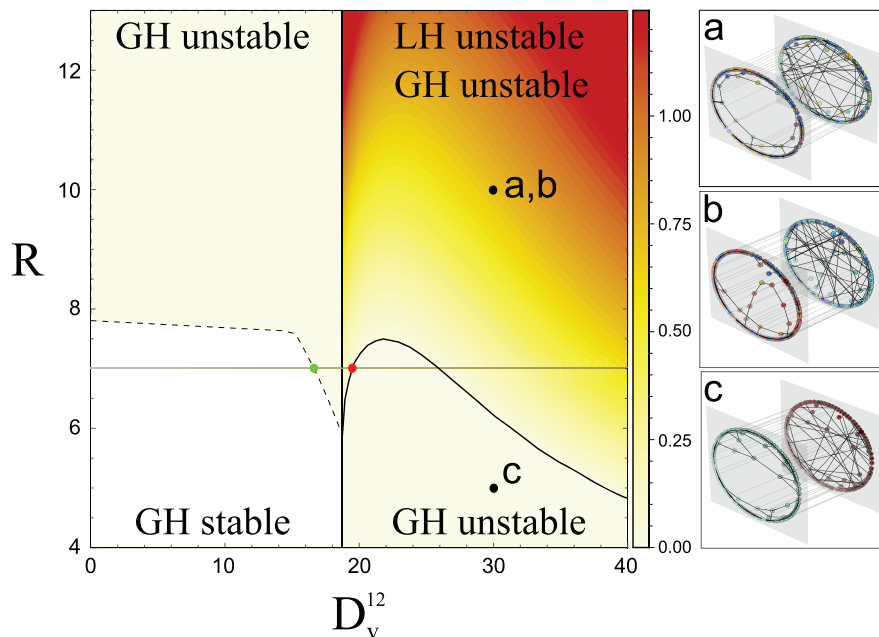 GH unstable
LH unstable
GH unstable
a,b
c
GH stable
GH unstable
R
12
10
8
6
4
0
10
20
30
40
D_v^12
1.00
0.75
0.50
0.25
0.00
a
b
c